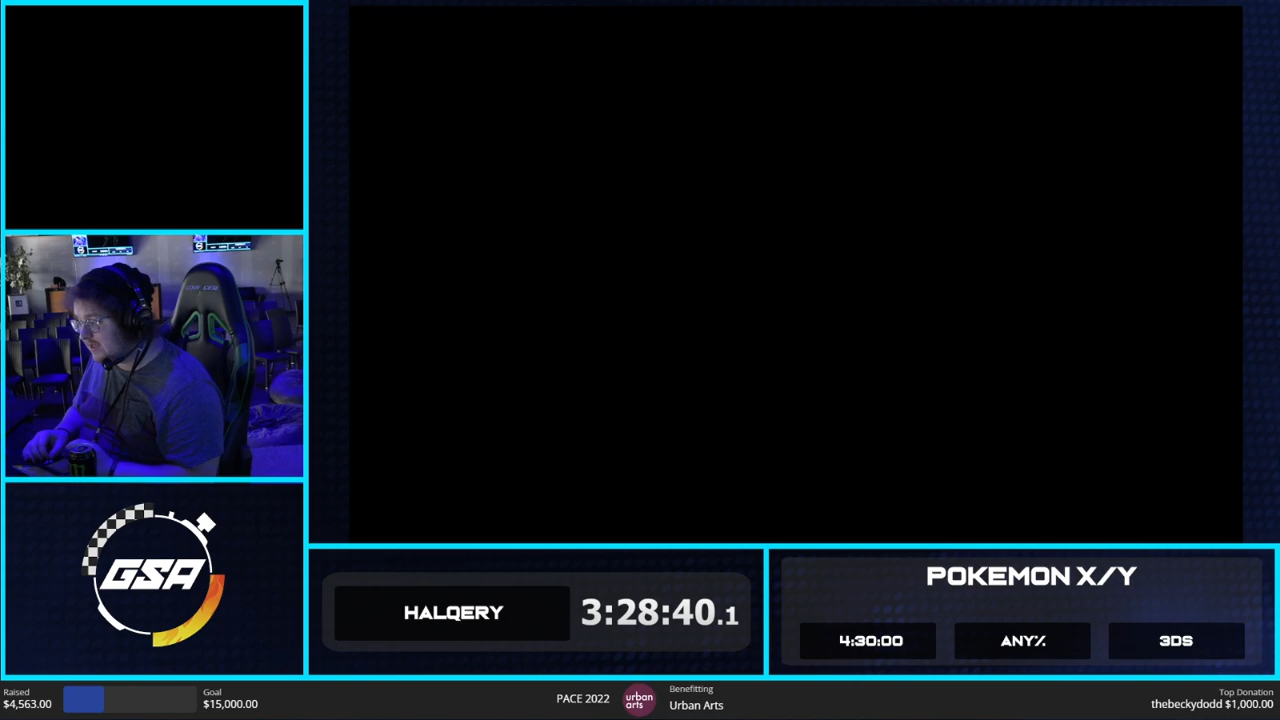 GSA
HALQERY
3:28:40.1
POKEMON X/Y
4:30:00
ANY%
3DS
Raised
$4,563.00
Goal
$15,000.00
PACE 2022
urban
arts
Benefitting
Urban Arts
Top Donation
thebeckydodd $1,000.00